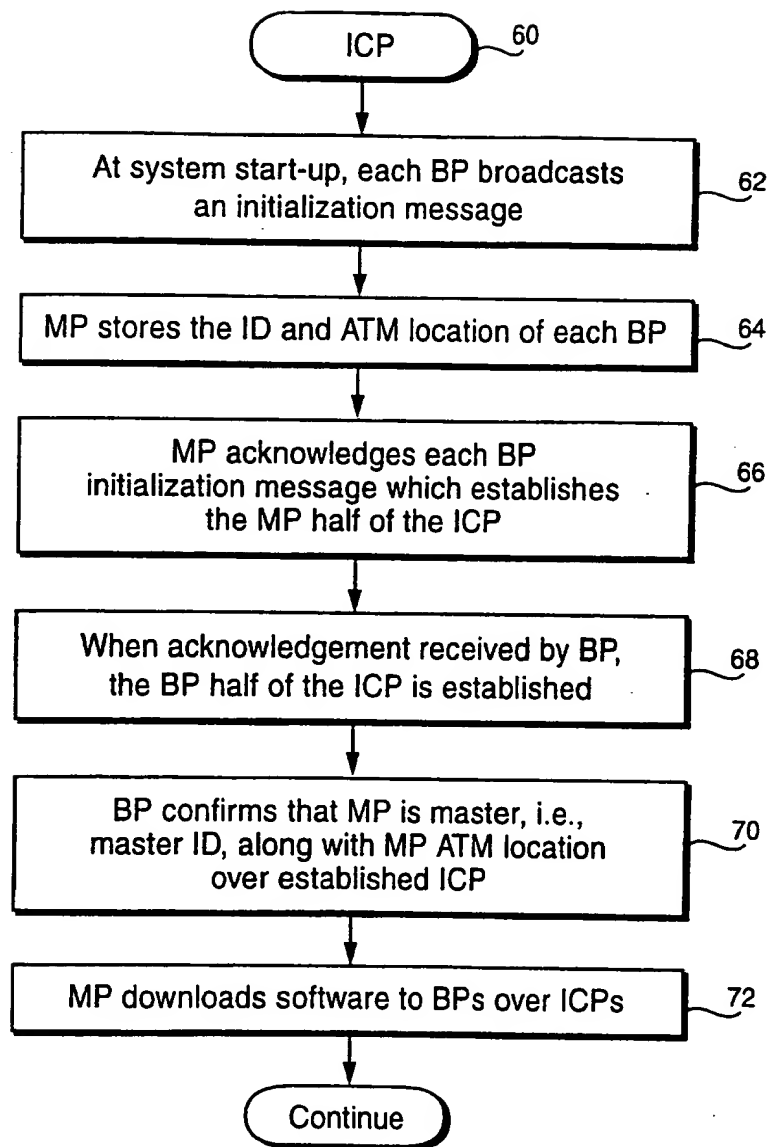 ICP
60
At system start-up, each BP broadcasts
an initialization message
62
MP stores the ID and ATM location of each BP
64
MP acknowledges each BP
initialization message which establishes
the MP half of the ICP
66
When acknowledgement received by BP,
the BP half of the ICP is established
68
BP confirms that MP is master, i.e.,
master ID, along with MP ATM location
over established ICP
70
MP downloads software to BPs over ICPs
72
Continue